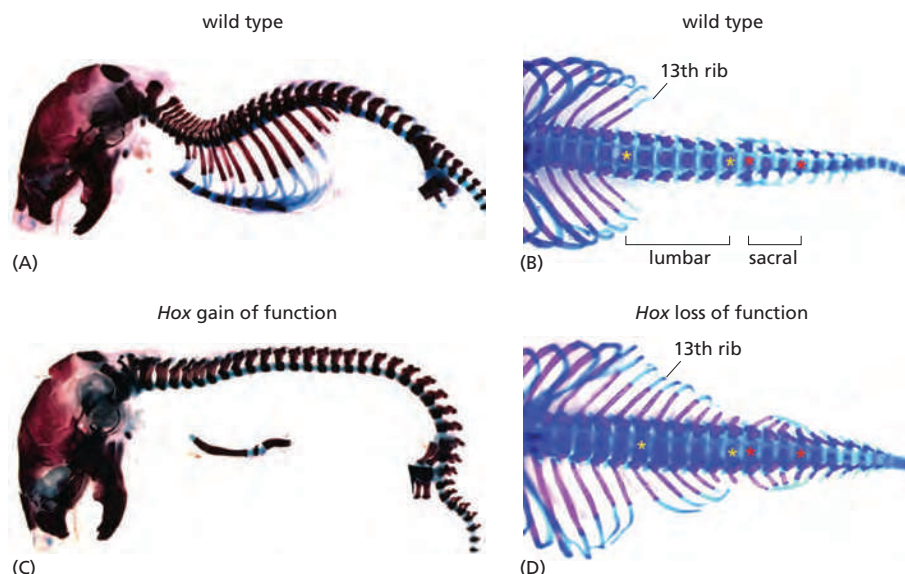 wild type
wild type
13th rib
(A)
(B)
lumbar
sacral
Hox gain of function
Hox loss of function
13th rib
(C)
(D)